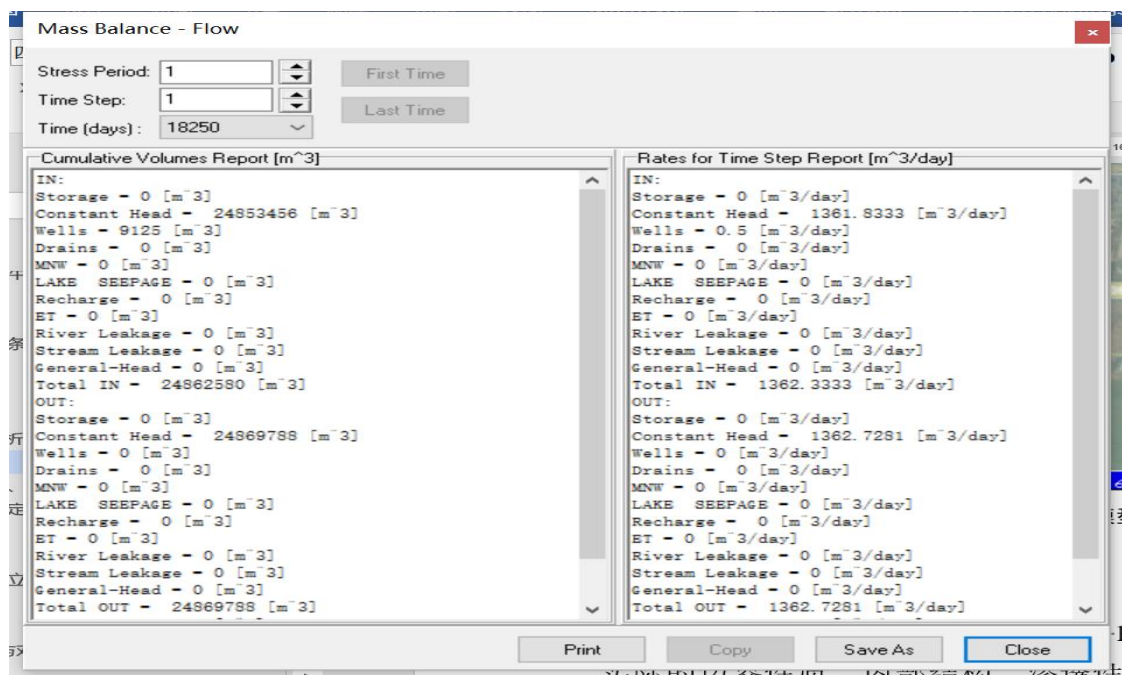 Mass Balance - Flow
Stress Period: 1
First Time
Time Step: 1
Last Time
Time (days) : 18250
Cumulative Volumes Report [m^3]
IN:
Storage = 0 [m^3]
Constant Head = 24853456 [m^3]
Wells = 9125 [m^3]
Drains = 0 [m^3]
MNW = 0 [m^3]
LAKE SEEPAGE = 0 [m^3]
Recharge = 0 [m^3]
ET = 0 [m^3]
River Leakage = 0 [m^3]
Stream Leakage = 0 [m^3]
General-Head = 0 [m^3]
Total IN = 24862580 [m^3]
OUT:
Storage = 0 [m^3]
Constant Head = 24869788 [m^3]
Wells = 0 [m^3]
Drains = 0 [m^3]
MNW = 0 [m^3]
LAKE SEEPAGE = 0 [m^3]
Recharge = 0 [m^3]
ET = 0 [m^3]
River Leakage = 0 [m^3]
Stream Leakage = 0 [m^3]
General-Head = 0 [m^3]
Total OUT = 24869788 [m^3]
Rates for Time Step Report [m^3/day]
IN:
Storage = 0 [m^3/day]
Constant Head = 1361.8333 [m^3/day]
Wells = 0.5 [m^3/day]
Drains = 0 [m^3/day]
MNW = 0 [m^3/day]
LAKE SEEPAGE = 0 [m^3/day]
Recharge = 0 [m^3/day]
ET = 0 [m^3/day]
River Leakage = 0 [m^3/day]
Stream Leakage = 0 [m^3/day]
General-Head = 0 [m^3/day]
Total IN = 1362.3333 [m^3/day]
OUT:
Storage = 0 [m^3/day]
Constant Head = 1362.7281 [m^3/day]
Wells = 0 [m^3/day]
Drains = 0 [m^3/day]
MNW = 0 [m^3/day]
LAKE SEEPAGE = 0 [m^3/day]
Recharge = 0 [m^3/day]
ET = 0 [m^3/day]
River Leakage = 0 [m^3/day]
Stream Leakage = 0 [m^3/day]
General-Head = 0 [m^3/day]
Total OUT = 1362.7281 [m^3/day]
Print
Copy
Save As
Close